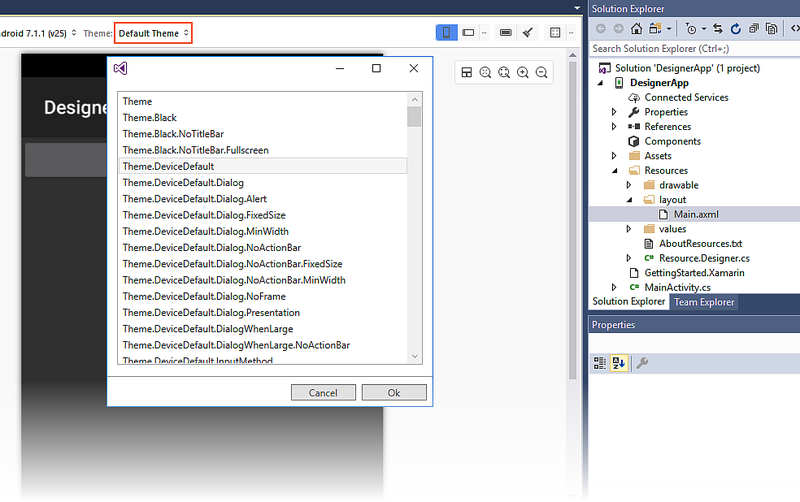 ndroid 7.1.1 (v25) Theme: Default Theme
Designe
Theme
Theme.Black
Theme.Black.NoTitleBar
Theme.Black.NoTitleBar.Fullscreen
Theme.DeviceDefault
Theme.DeviceDefault.Dialog
Theme.DeviceDefault.Dialog.Alert
Theme.DeviceDefault.Dialog.FixedSize
Theme.DeviceDefault.Dialog.MinWidth
Theme.DeviceDefault.Dialog.NoActionBar
Theme.DeviceDefault.Dialog.NoActionBar.FixedSize
Theme.DeviceDefault.Dialog.NoActionBar.MinWidth
Theme.DeviceDefault.Dialog.NoFrame
Theme.DeviceDefault.Dialog.Presentation
Theme.DeviceDefault.DialogWhenLarge
Theme.DeviceDefault.DialogWhenLarge.NoActionBar
Theme.DeviceDefault.InputMethod
Cancel Ok
Solution Explorer
Search Solution Explorer (Ctrl+;)
Solution 'DesignerApp' (1 project)
DesignerApp
Connected Services
Properties
References
Components
Assets
Resources
drawable
layout
Main.axml
values
AboutResources.txt
C# Resource.Designer.cs
GettingStarted.Xamarin
C# MainActivity.cs
Solution Explorer Team Explorer
Properties